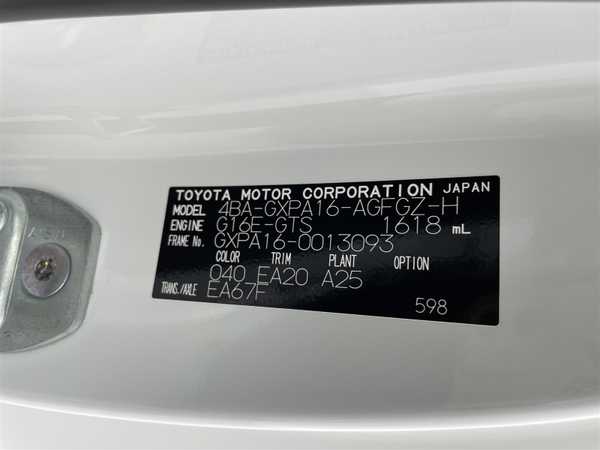 TOYOTA MOTOR CORPORATION JAPAN
MODEL 4BA-GXPA16-AGFGZ-H
ENGINE G16E-GTS 1618 mL
FRAME No. GXPA16-0013093
COLOR TRIM PLANT OPTION
040 EA20 A25
TRANS./AXLE EA67F
598